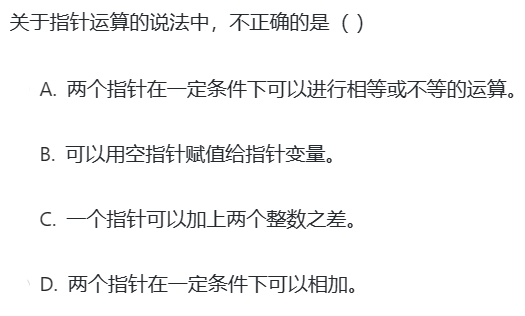 关于指针运算的说法中，不正确的是（ ）
A. 两个指针在一定条件下可以进行相等或不等的运算。
B. 可以用空指针赋值给指针变量。
C. 一个指针可以加上两个整数之差。
D. 两个指针在一定条件下可以相加。